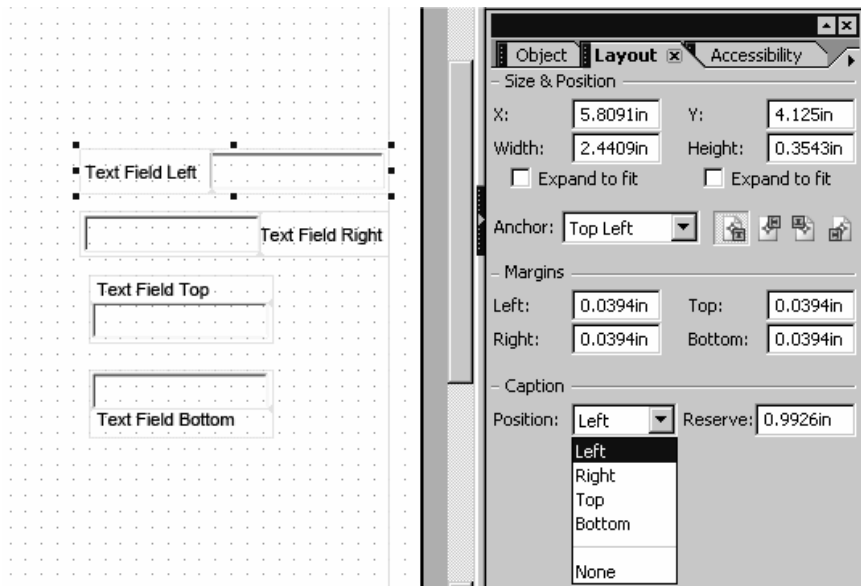 Text Field Left
Text Field Right
Text Field Top
Text Field Bottom
Object Layout Accessibility
Size & Position
X: 5.8091in Y: 4.125in
Width: 2.4409in Height: 0.3543in
Expand to fit Expand to fit
Anchor: Top Left
Margins
Left: 0.0394in Top: 0.0394in
Right: 0.0394in Bottom: 0.0394in
Caption
Position: Left Reserve: 0.9926in
Left
Right
Top
Bottom
None